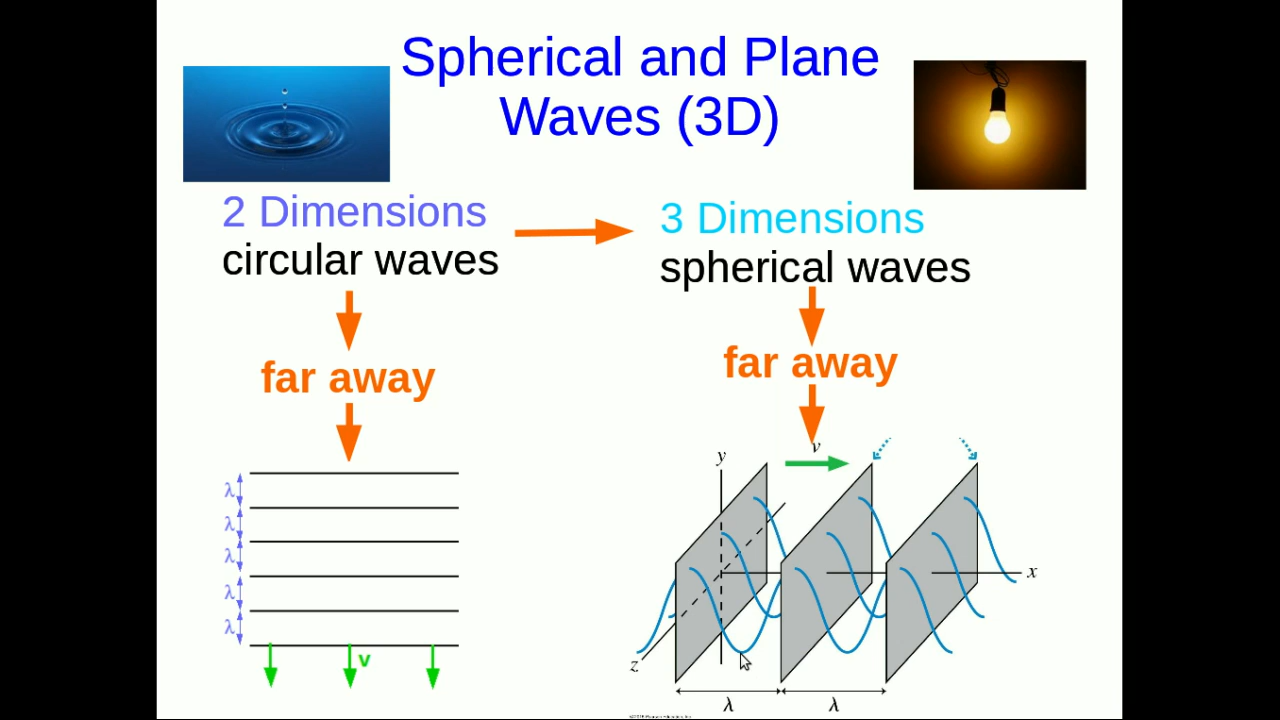 Spherical and Plane
Waves (3D)
2 Dimensions
circular waves
3 Dimensions
spherical waves
far away
far away
λ
λ
λ
λ
λ
v
y
v
x
z
λ
λ